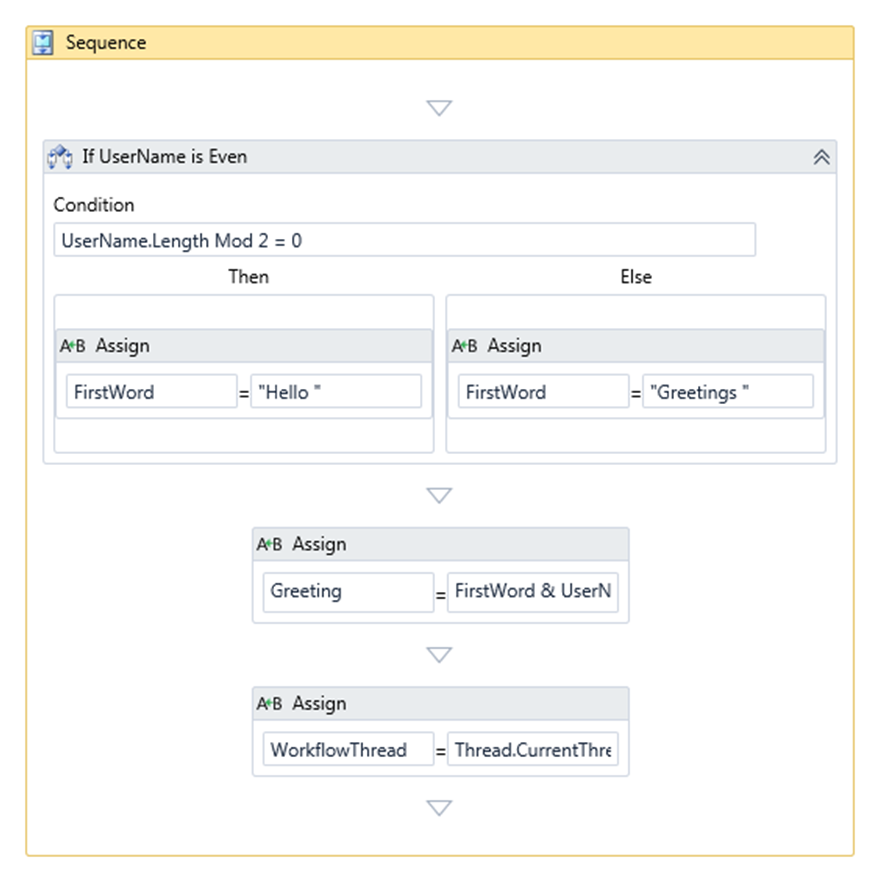 Sequence
If UserName is Even
Condition
UserName.Length Mod 2 = 0
Then Else
A+B Assign A+B Assign
FirstWord = "Hello " FirstWord = "Greetings "
A+B Assign
Greeting = FirstWord & UserN
A+B Assign
WorkflowThread = Thread.CurrentThre